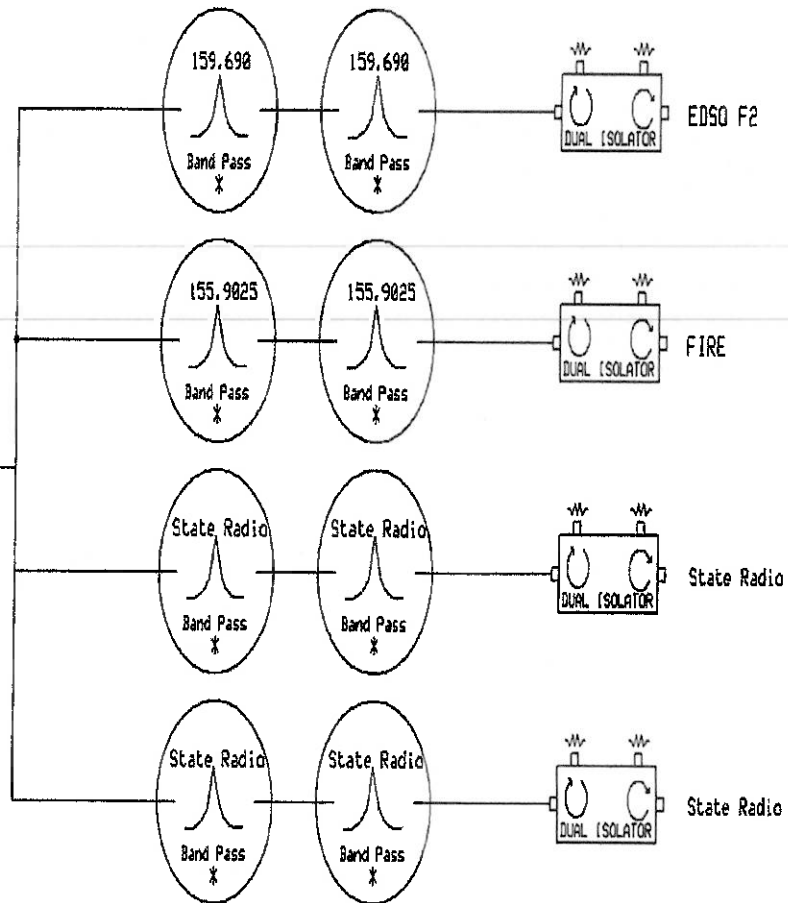 159.690 159.690
EDSO F2
Band Pass Band Pass
DUAL ISOLATOR
155.9025 155.9025
FIRE
Band Pass Band Pass
DUAL ISOLATOR
State Radio State Radio
State Radio
Band Pass Band Pass
DUAL ISOLATOR
State Radio State Radio
State Radio
Band Pass Band Pass
DUAL ISOLATOR